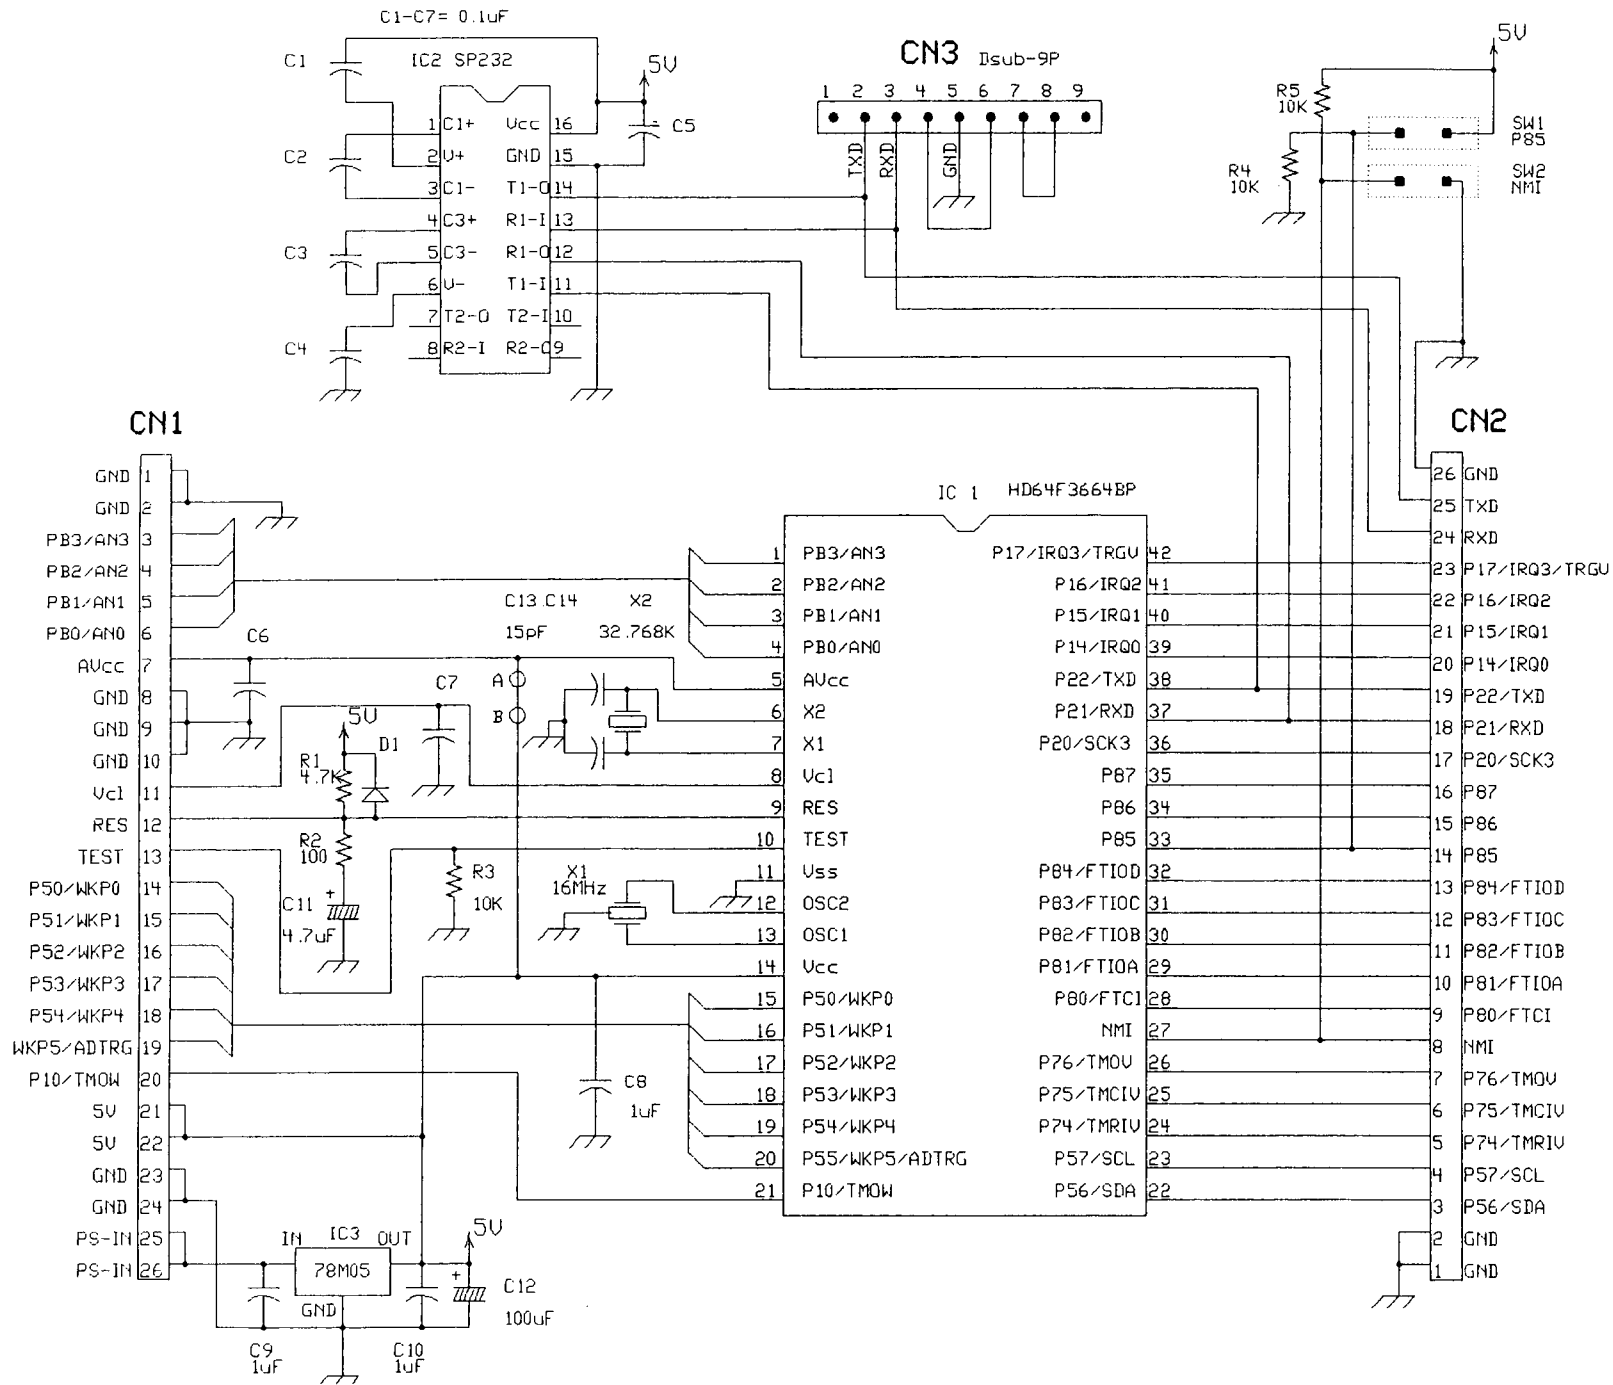 C1-C7= 0.1uF
C1
IC2 SP232
5V
C5
C2
C3
C4
1 C1+ Vcc 16
2 V+ GND 15
3 C1- T1-O 14
4 C3+ R1-I 13
5 C3- R1-O 12
6 V- T1-I 11
7 T2-O T2-I 10
8 R2-I R2-O 9
CN3 Dsub-9P
1 2 3 4 5 6 7 8 9
TXD
RXD
GND
5V
R5
10K
R4
10K
SW1
P85
SW2
NMI
CN1
GND 1
GND 2
PB3/AN3 3
PB2/AN2 4
PB1/AN1 5
PB0/AN0 6
AVcc 7
GND 8
GND 9
GND 10
Vcl 11
RES 12
TEST 13
P50/WKP0 14
P51/WKP1 15
P52/WKP2 16
P53/WKP3 17
P54/WKP4 18
WKP5/ADTRG 19
P10/TMOW 20
5V 21
5V 22
GND 23
GND 24
PS-IN 25
PS-IN 26
C6
C7
A
B
5V
D1
R1
4.7K
R2
100
C11
+
4.7uF
R3
10K
C13.C14
15pF
X2
32.768K
X1
16MHz
C8
1uF
IN IC3 OUT
78M05
GND
5V
+
C12
100uF
C9
1uF
C10
1uF
IC 1 HD64F3664BP
1 PB3/AN3 P17/IRQ3/TRGV 42
2 PB2/AN2 P16/IRQ2 41
3 PB1/AN1 P15/IRQ1 40
4 PB0/AN0 P14/IRQ0 39
5 AVcc P22/TXD 38
6 X2 P21/RXD 37
7 X1 P20/SCK3 36
8 Vcl P87 35
9 RES P86 34
10 TEST P85 33
11 Vss P84/FTIOD 32
12 OSC2 P83/FTIOC 31
13 OSC1 P82/FTIOB 30
14 Vcc P81/FTIOA 29
15 P50/WKP0 P80/FTCI 28
16 P51/WKP1 NMI 27
17 P52/WKP2 P76/TMOV 26
18 P53/WKP3 P75/TMCIV 25
19 P54/WKP4 P74/TMRIV 24
20 P55/WKP5/ADTRG P57/SCL 23
21 P10/TMOW P56/SDA 22
CN2
26 GND
25 TXD
24 RXD
23 P17/IRQ3/TRGV
22 P16/IRQ2
21 P15/IRQ1
20 P14/IRQ0
19 P22/TXD
18 P21/RXD
17 P20/SCK3
16 P87
15 P86
14 P85
13 P84/FTIOD
12 P83/FTIOC
11 P82/FTIOB
10 P81/FTIOA
9 P80/FTCI
8 NMI
7 P76/TMOV
6 P75/TMCIV
5 P74/TMRIV
4 P57/SCL
3 P56/SDA
2 GND
1 GND